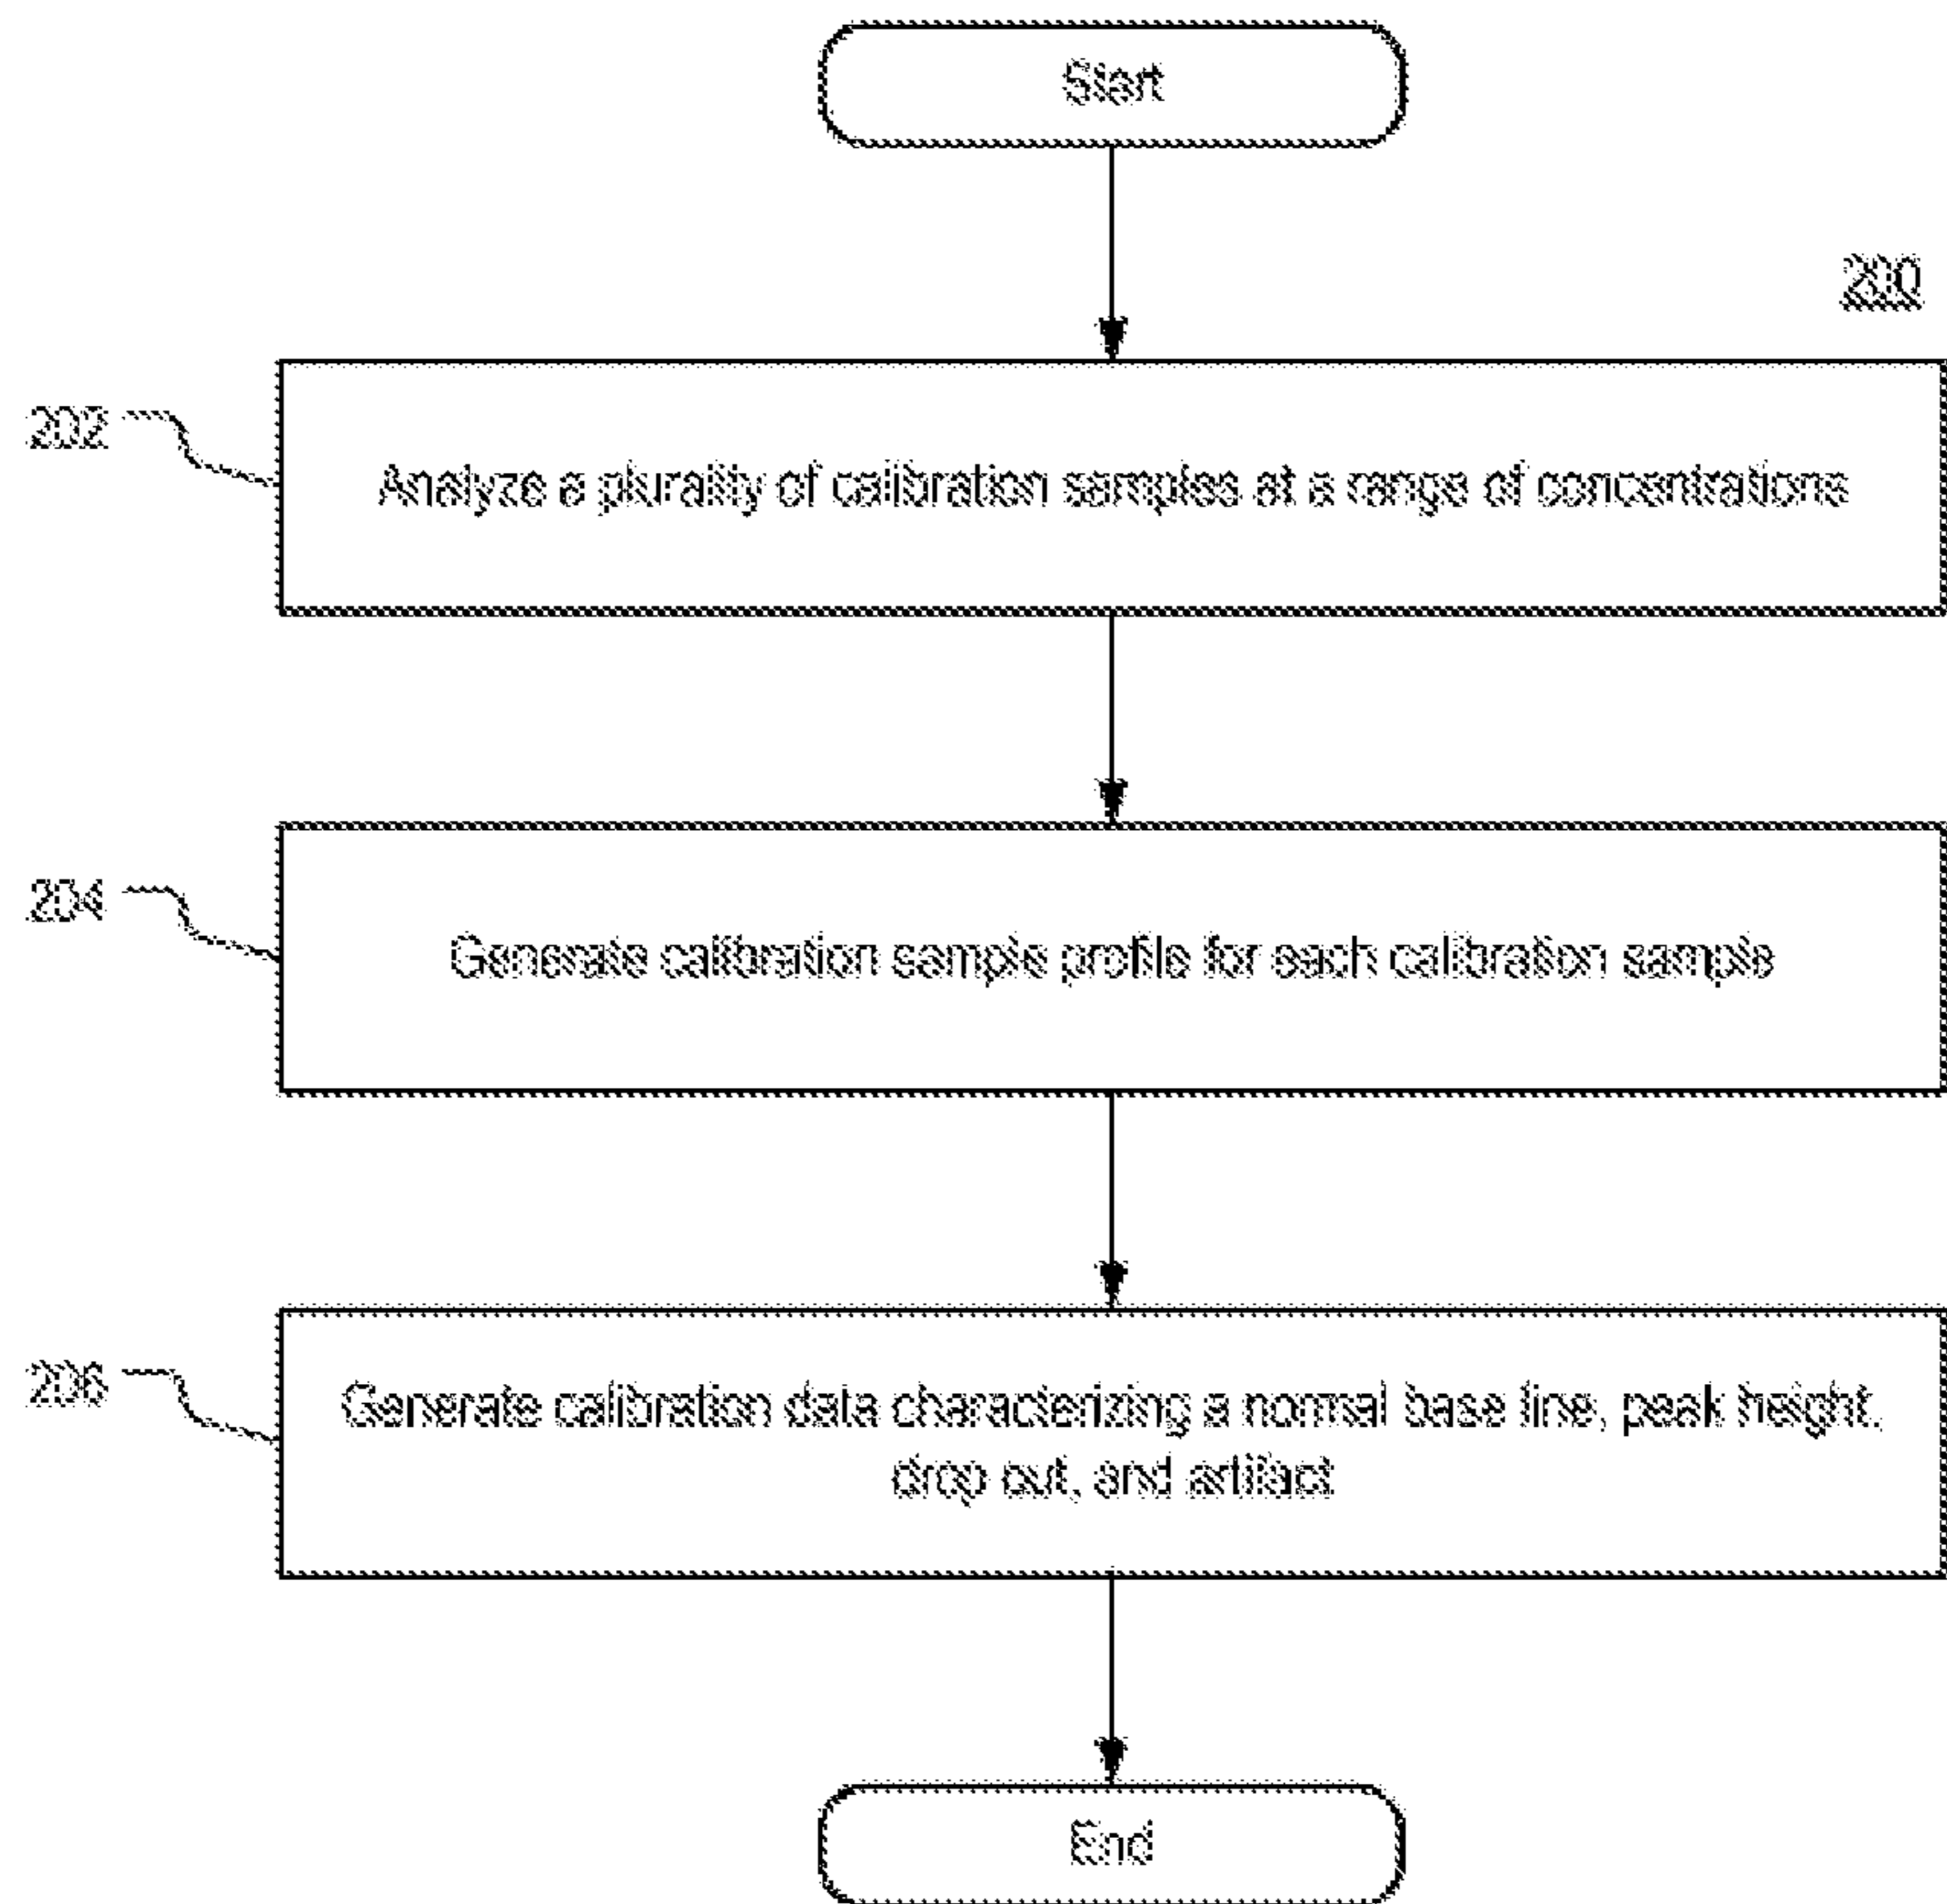 Start
200
202
Analyze a plurality of calibration samples at a range of concentrations
204
Generate calibration sample profile for each calibration sample
206
Generate calibration data characterizing a normal base line, peak height,
drop out, and artifact
End